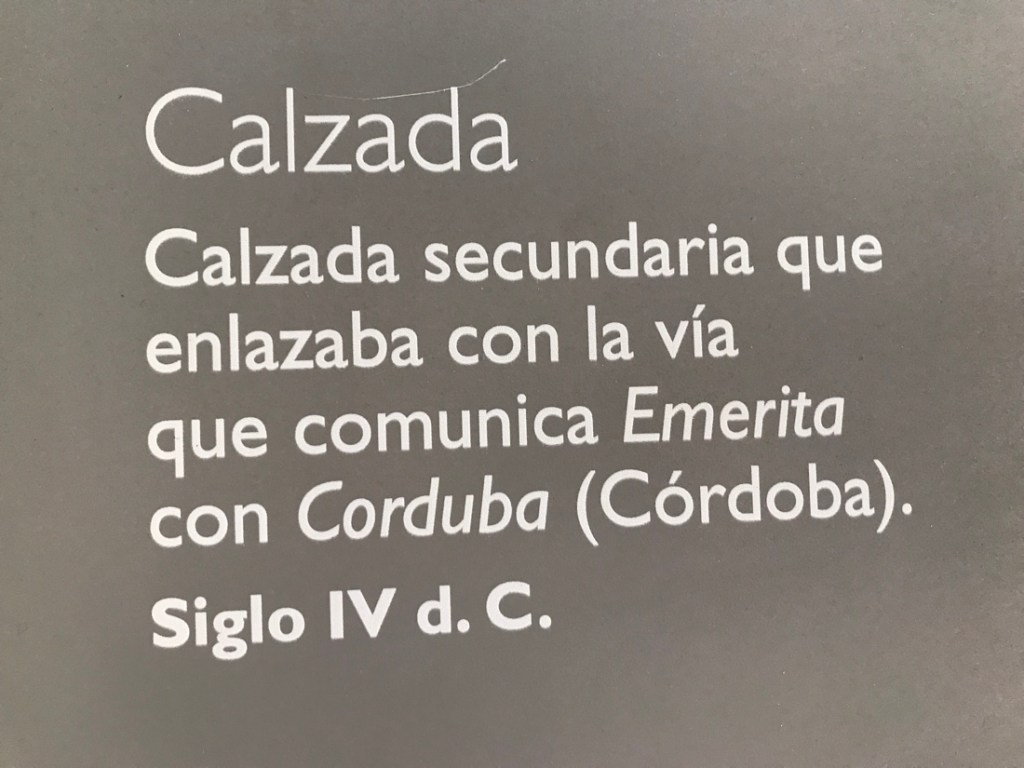 Calzada
Calzada secundaria que
enlazaba con la vía
que comunica Emerita
con Corduba (Córdoba).
Siglo IV d. C.